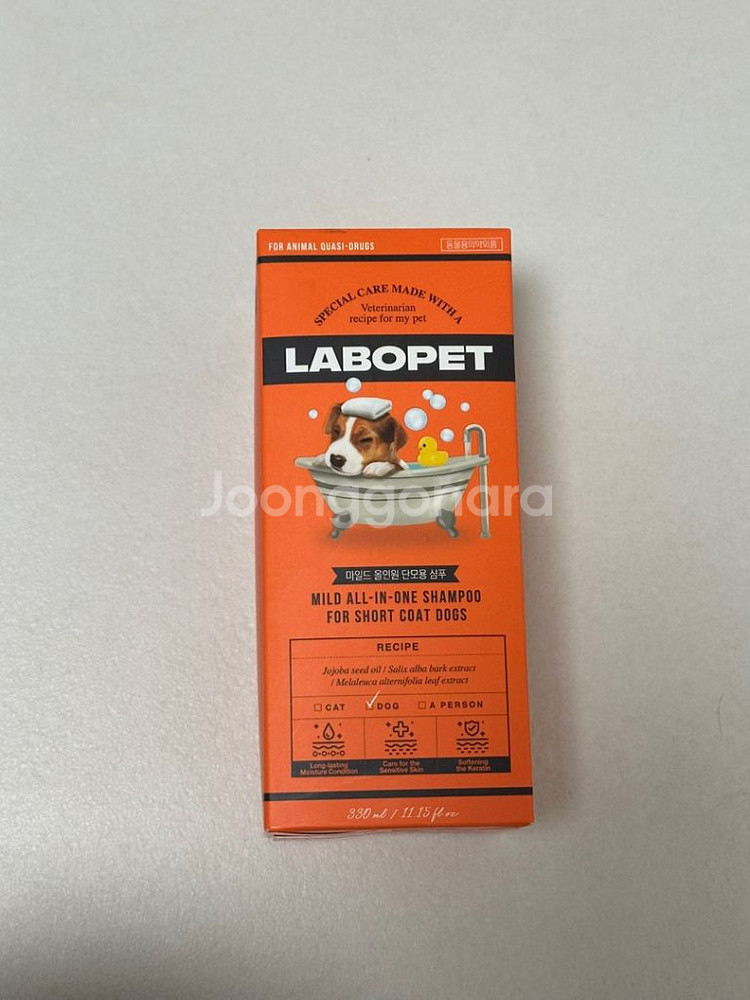 FOR ANIMAL QUASI-DRUGS
동물용의약외품
SPECIAL CARE MADE WITH A
Veterinarian
recipe for my pet
LABOPET
Joonggonara
마일드 올인원 단모용 샴푸
MILD ALL-IN-ONE SHAMPOO
FOR SHORT COAT DOGS
RECIPE
Jojoba seed oil / Salix alba bark extract
/ Melaleuca alternifolia leaf extract
CAT DOG A PERSON
Long-lasting
Moisture Condition
Care for the
Sensitive Skin
Softening
the Keratin
330 ml / 11.15 fl oz